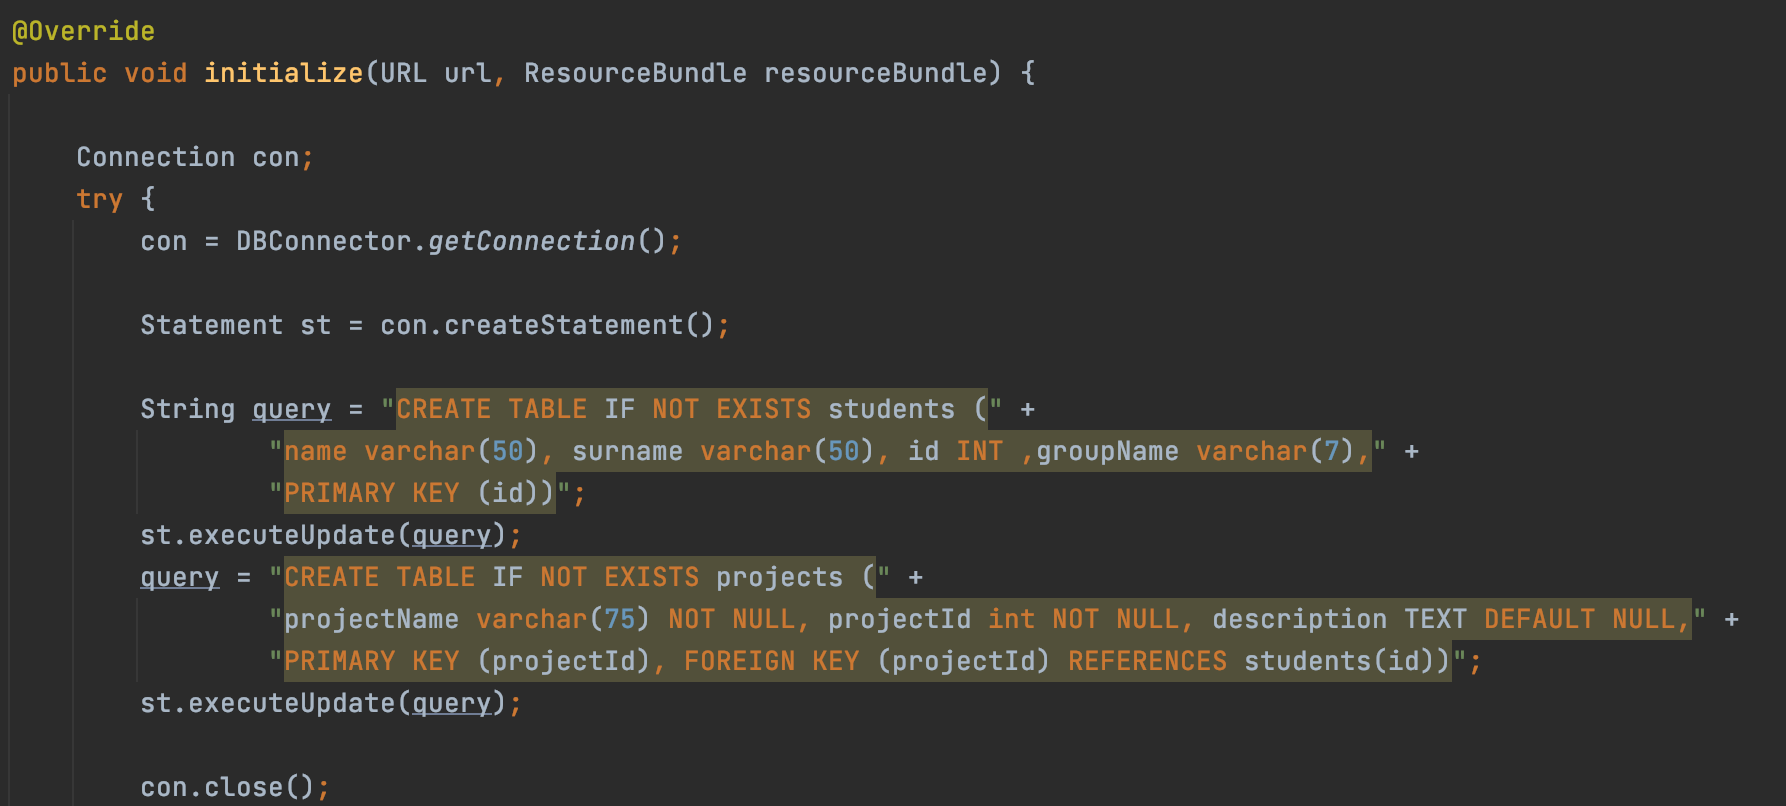 @Override
public void initialize(URL url, ResourceBundle resourceBundle) {
Connection con;
try {
con = DBConnector.getConnection();
Statement st = con.createStatement();
String query = "CREATE TABLE IF NOT EXISTS students (" +
"name varchar(50), surname varchar(50), id INT ,groupName varchar(7)," +
"PRIMARY KEY (id))";
st.executeUpdate(query);
query = "CREATE TABLE IF NOT EXISTS projects (" +
"projectName varchar(75) NOT NULL, projectId int NOT NULL, description TEXT DEFAULT NULL," +
"PRIMARY KEY (projectId), FOREIGN KEY (projectId) REFERENCES students(id))";
st.executeUpdate(query);
con.close();